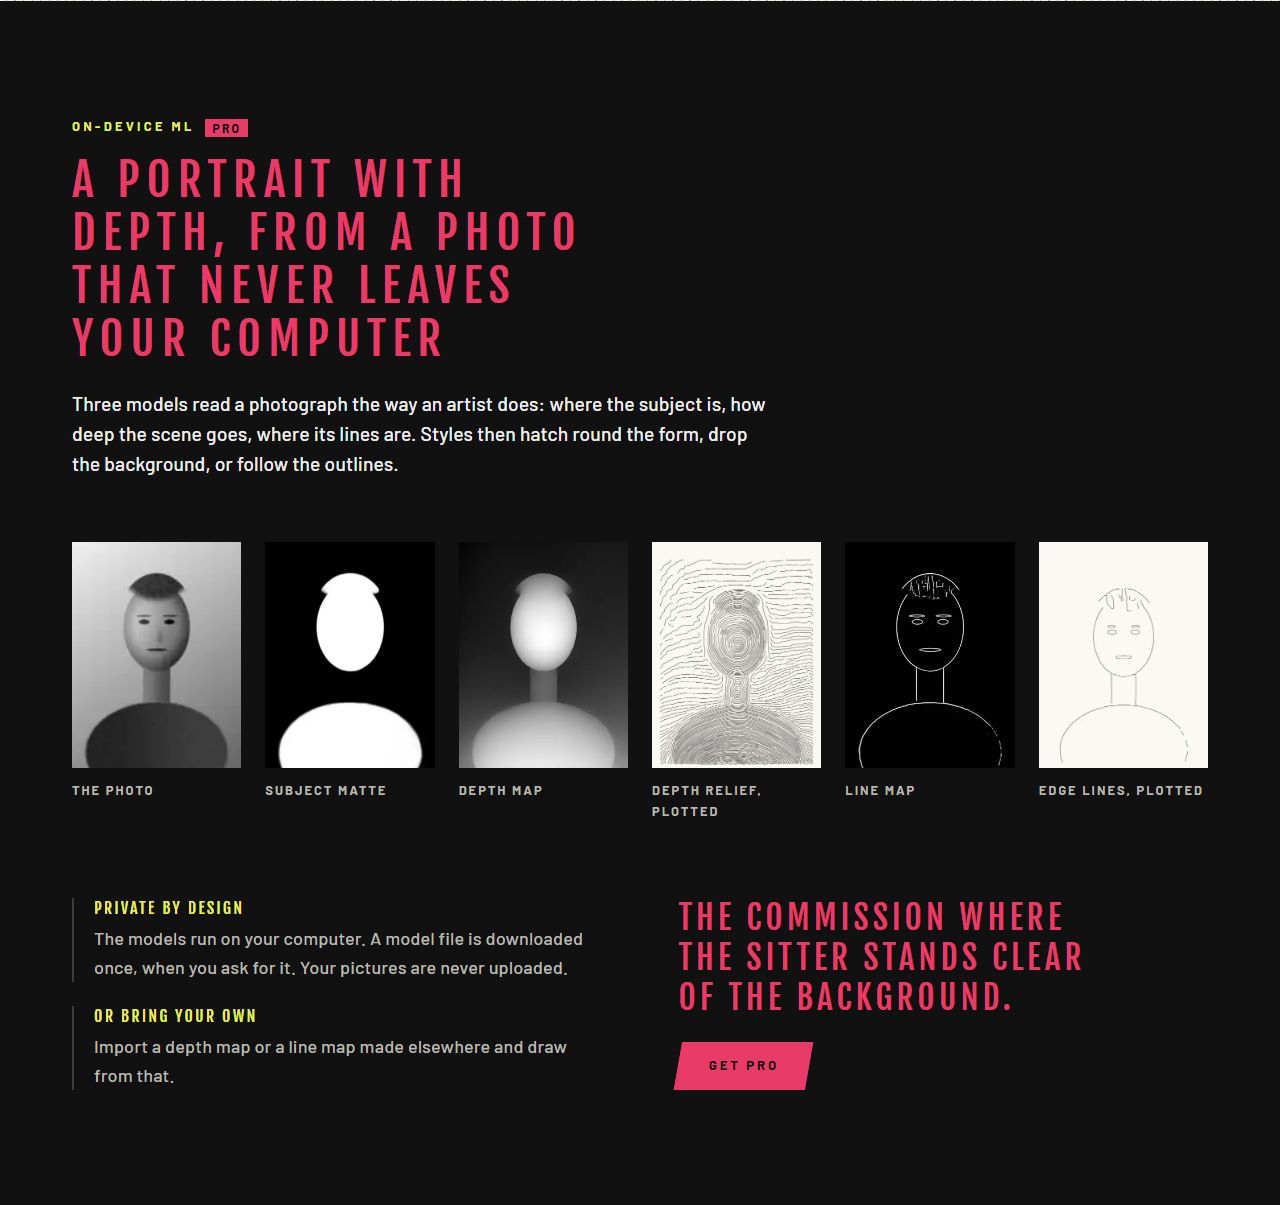 ON-DEVICE ML PRO
A PORTRAIT WITH
DEPTH, FROM A PHOTO
THAT NEVER LEAVES
YOUR COMPUTER
Three models read a photograph the way an artist does: where the subject is, how
deep the scene goes, where its lines are. Styles then hatch round the form, drop
the background, or follow the outlines.
THE PHOTO
SUBJECT MATTE
DEPTH MAP
DEPTH RELIEF,
PLOTTED
LINE MAP
EDGE LINES, PLOTTED
PRIVATE BY DESIGN
The models run on your computer. A model file is downloaded
once, when you ask for it. Your pictures are never uploaded.
OR BRING YOUR OWN
Import a depth map or a line map made elsewhere and draw
from that.
THE COMMISSION WHERE
THE SITTER STANDS CLEAR
OF THE BACKGROUND.
GET PRO